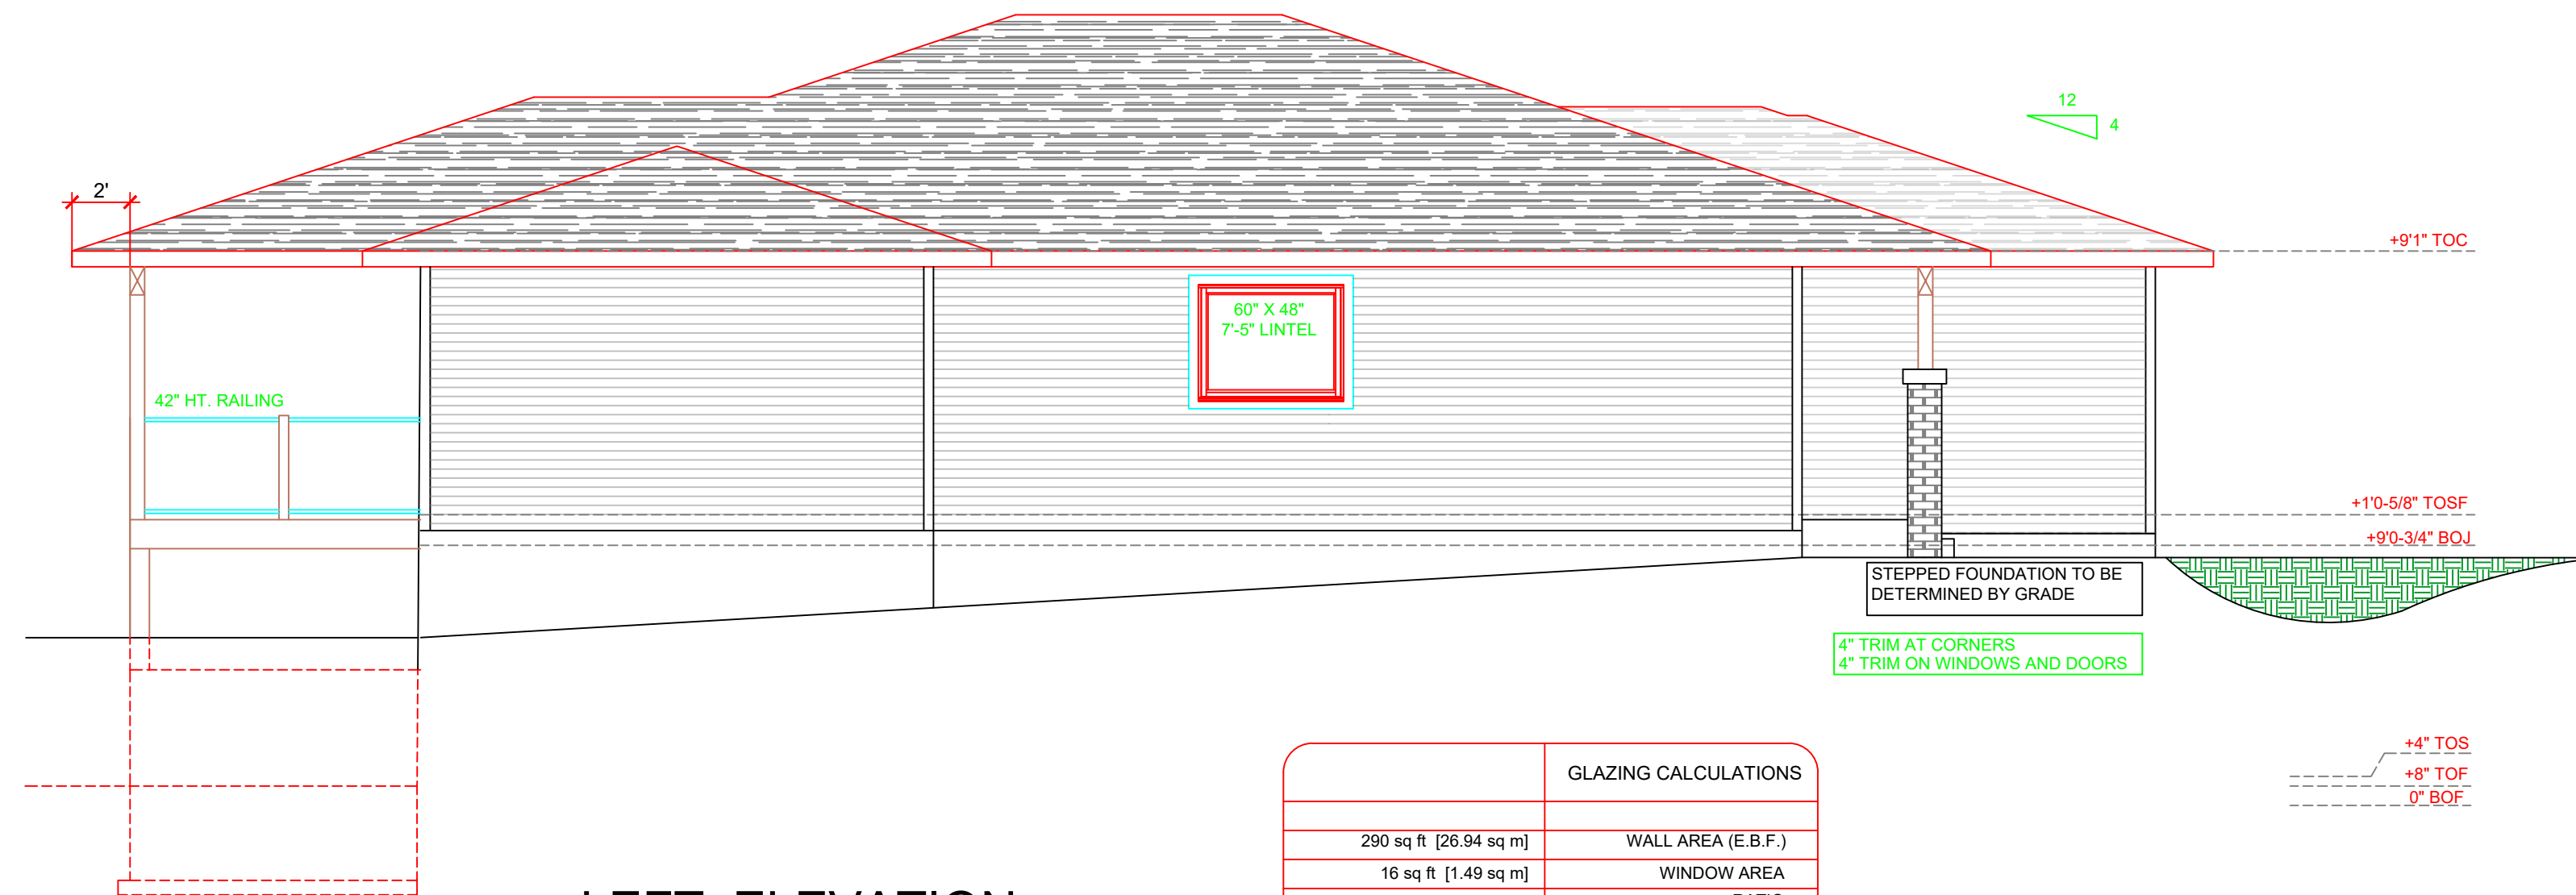 12
4
2'
+9'1" TOC
60" X 48"
7'-5" LINTEL
42" HT. RAILING
+1'0-5/8" TOSF
+9'0-3/4" BOJ
STEPPED FOUNDATION TO BE
DETERMINED BY GRADE
4" TRIM AT CORNERS
4" TRIM ON WINDOWS AND DOORS
+4" TOS
+8" TOF
0" BOF
GLAZING CALCULATIONS
290 sq ft [26.94 sq m] WALL AREA (E.B.F.)
16 sq ft [1.49 sq m] WINDOW AREA
RATIO
LEFT ELEVATION